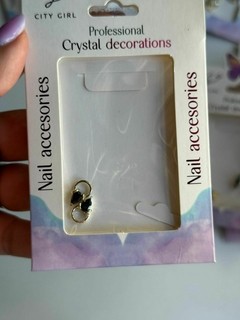 CITY GIRL
Professional
Crystal decorations
Nail accesories
Nail accesories